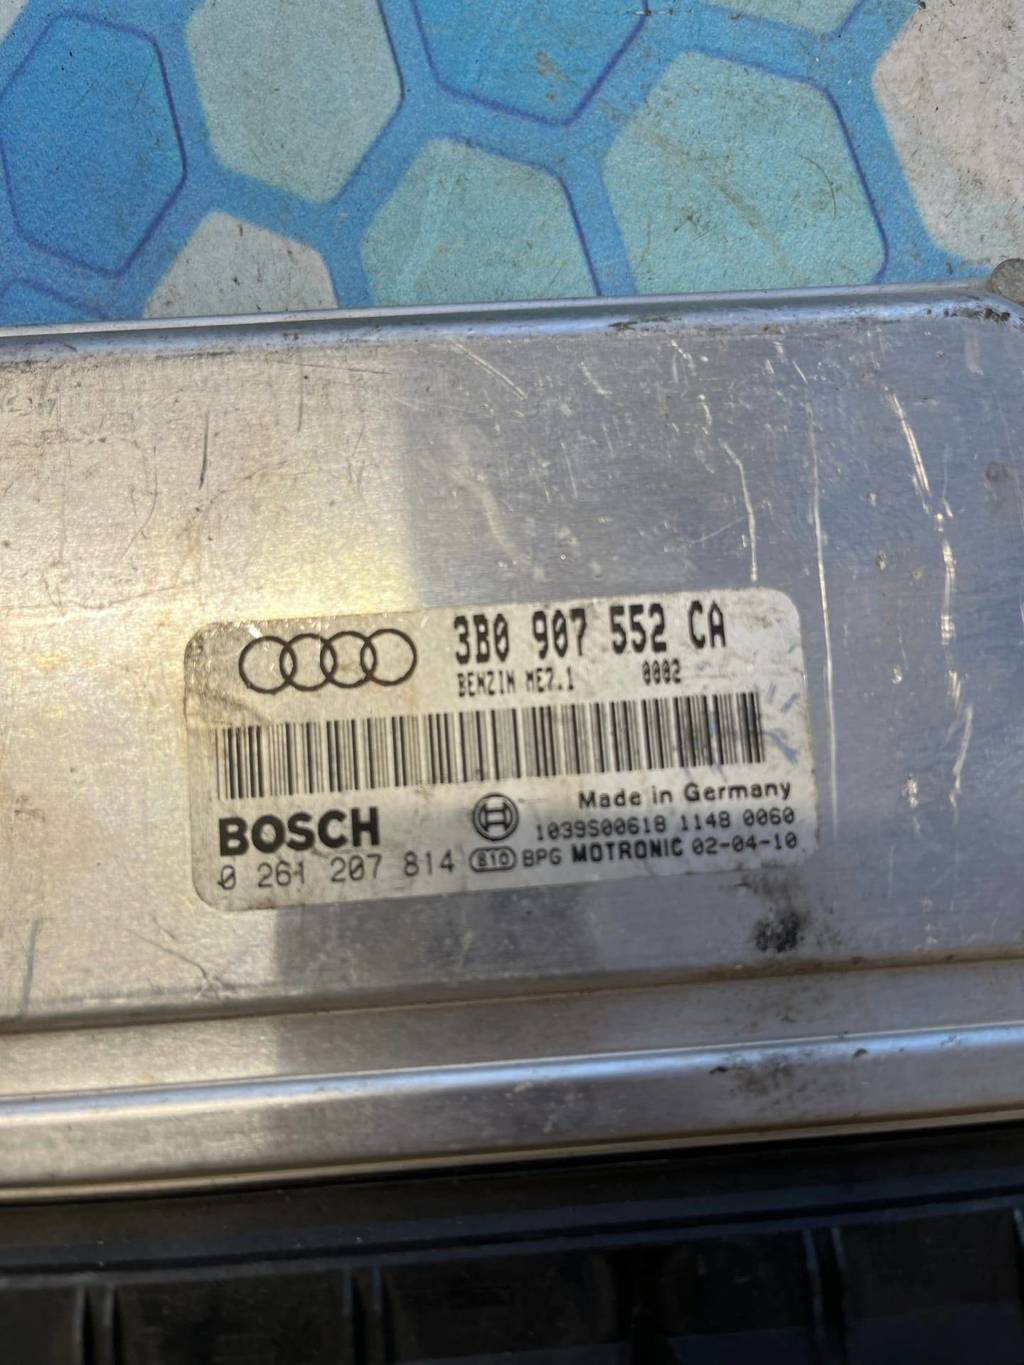 3B0 907 552 CA
BENZIN ME7.1 0002
Made in Germany
BOSCH
1039S00618 1148 0060
0 261 207 814 810 BPG MOTRONIC 02-04-10